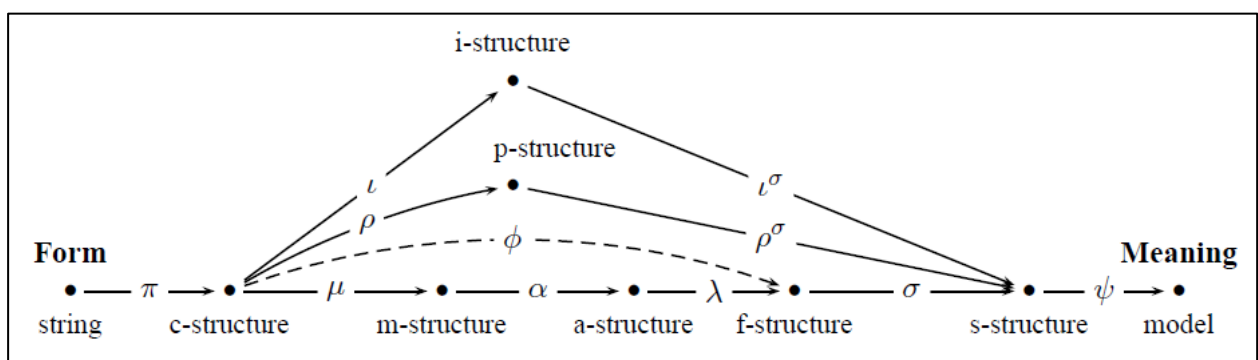 i-structure
p-structure
ι
ι^σ
ρ
ϕ
ρ^σ
Form
Meaning
π
μ
α
λ
σ
ψ
string
c-structure
m-structure
a-structure
f-structure
s-structure
model